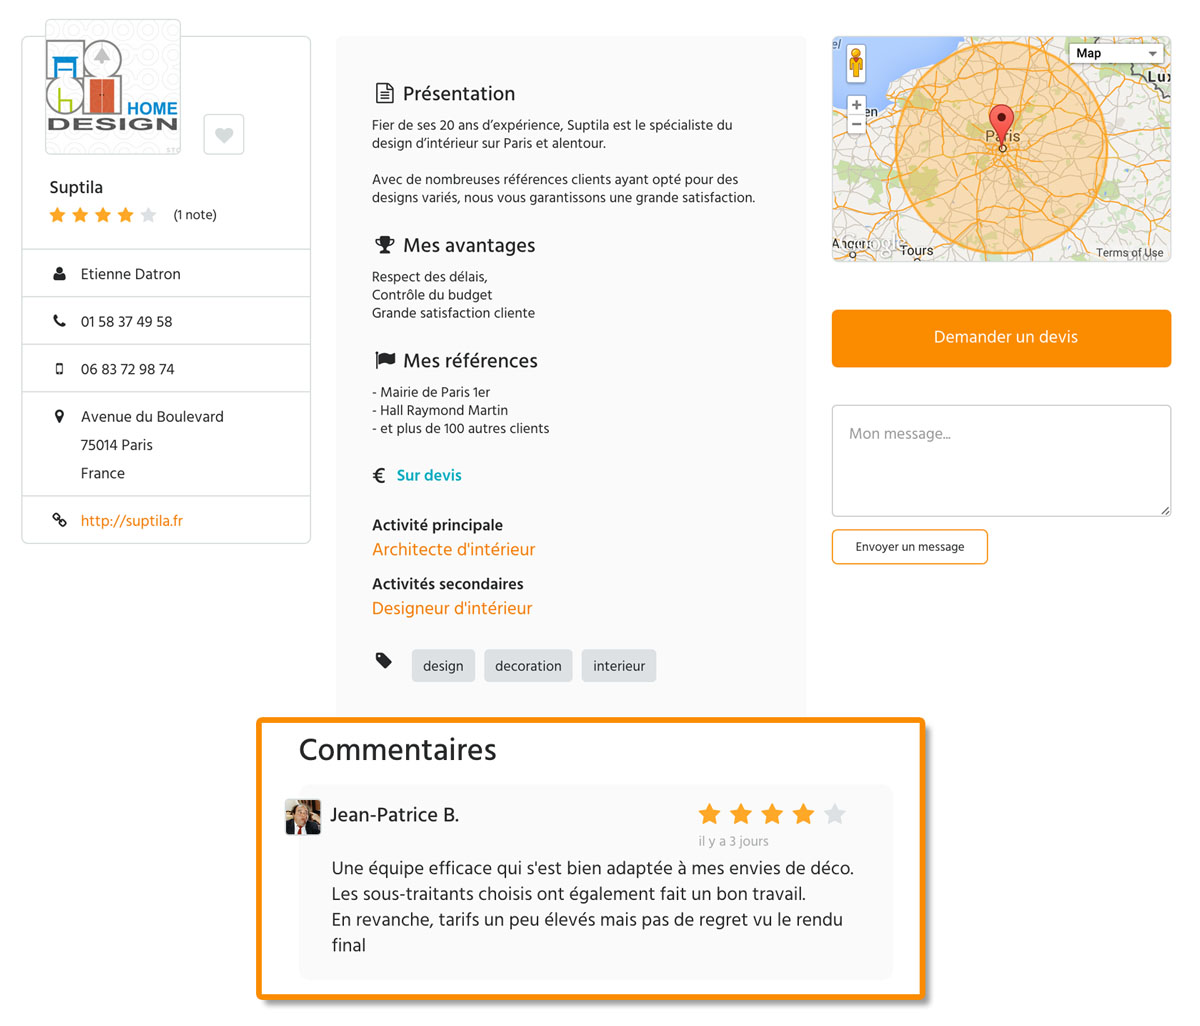 HOME
DESIGN
Suptila
(1 note)
Etienne Datron
01 58 37 49 58
06 83 72 98 74
Avenue du Boulevard
75014 Paris
France
http://suptila.fr
Présentation
Fier de ses 20 ans d’expérience, Suptila est le spécialiste du
design d’intérieur sur Paris et alentour.
Avec de nombreuses références clients ayant opté pour des
designs variés, nous vous garantissons une grande satisfaction.
Mes avantages
Respect des délais,
Contrôle du budget
Grande satisfaction cliente
Mes références
- Mairie de Paris 1er
- Hall Raymond Martin
- et plus de 100 autres clients
€ Sur devis
Activité principale
Architecte d'intérieur
Activités secondaires
Designeur d'intérieur
design decoration interieur
Map
Paris
Tours
Google
Terms of Use
Demander un devis
Mon message...
Envoyer un message
Commentaires
Jean-Patrice B.
il y a 3 jours
Une équipe efficace qui s'est bien adaptée à mes envies de déco.
Les sous-traitants choisis ont également fait un bon travail.
En revanche, tarifs un peu élevés mais pas de regret vu le rendu
final